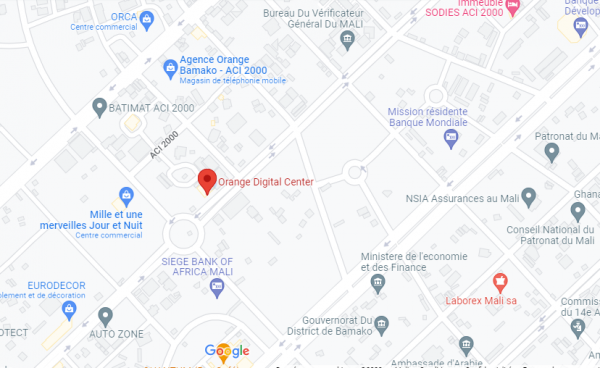 ORCA
Centre commercial
Bureau Du Vérificateur
Général Du MALI
Immeuble
SODIES ACI 2000
Banque
Dévelop
Agence Orange
Bamako - ACI 2000
Magasin de téléphonie mobile
BATIMAT ACI 2000
ACI 2000
Mission résidente
Banque Mondiale
Patronat du Ma
Orange Digital Center
NSIA Assurances au Mali
Ghana
Mille et une
merveilles Jour et Nuit
Centre commercial
Conseil National du
Patronat du Mali
SIEGE BANK OF
AFRICA MALI
Ministere de l'economie
et des Finance
EURODECOR
lement et de décoration
Laborex Mali sa
Commiss
du 14e A
AUTO ZONE
OTECT
Gouvernorat Du
District de Bamako
Google
Ambassade d'Arabie